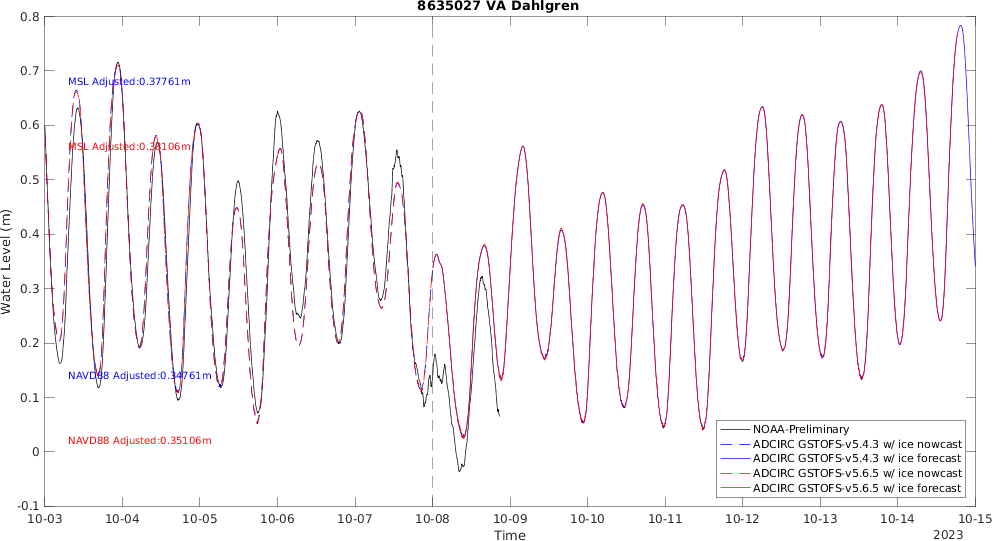 8635027 VA Dahlgren
0.8
0.7
0.6
0.5
0.4
0.3
0.2
0.1
0
-0.1
Water Level (m)
MSL Adjusted:0.37761m
MSL Adjusted:0.38106m
NAVD88 Adjusted:0.34761m
NAVD88 Adjusted:0.35106m
NOAA-Preliminary
ADCIRC GSTOFS-v5.4.3 w/ ice nowcast
ADCIRC GSTOFS-v5.4.3 w/ ice forecast
ADCIRC GSTOFS-v5.6.5 w/ ice nowcast
ADCIRC GSTOFS-v5.6.5 w/ ice forecast
10-03 10-04 10-05 10-06 10-07 10-08 10-09 10-10 10-11 10-12 10-13 10-14 10-15
Time
2023